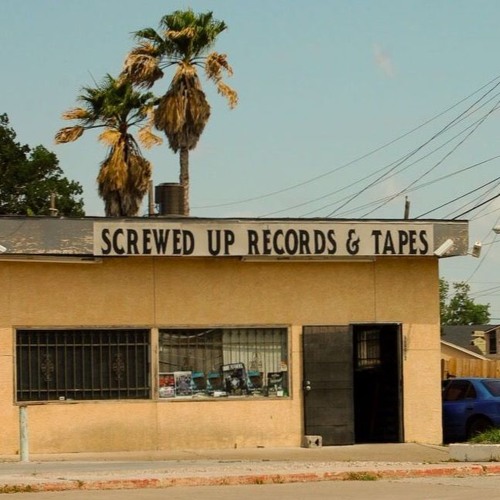 SCREWED UP RECORDS & TAPES